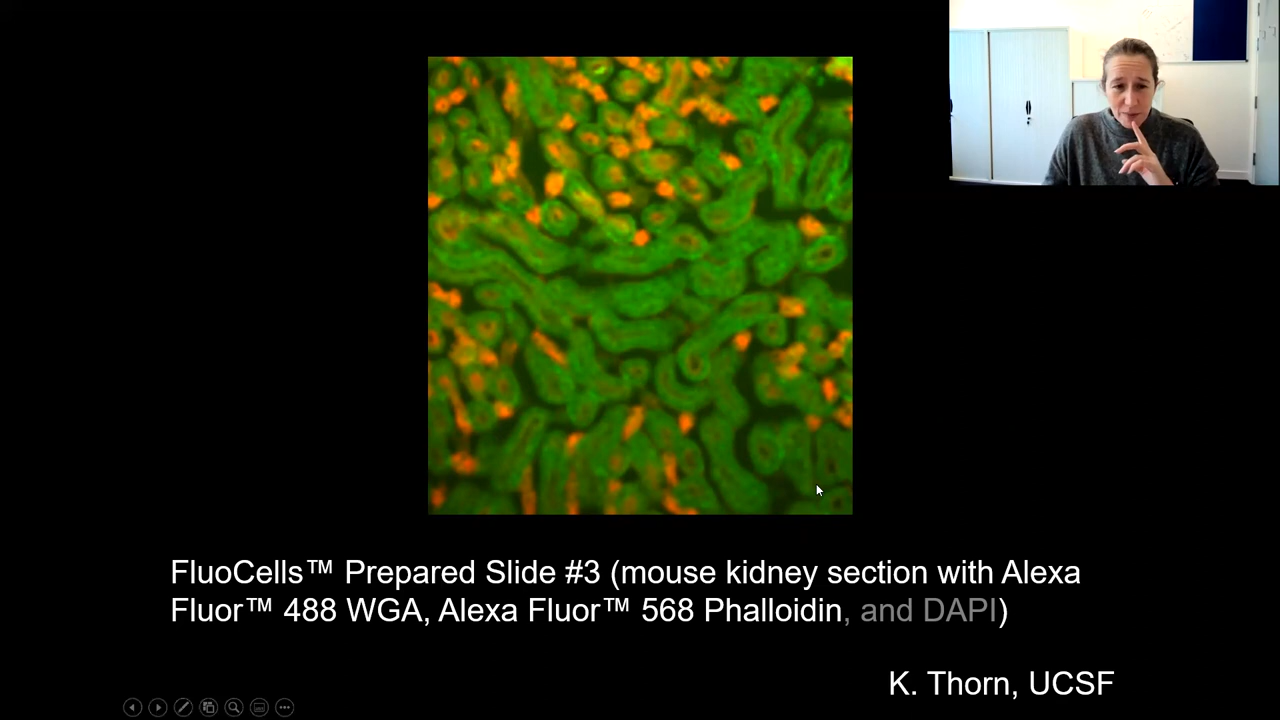 FluoCells™ Prepared Slide #3 (mouse kidney section with Alexa
Fluor™ 488 WGA, Alexa Fluor™ 568 Phalloidin, and DAPI)
K. Thorn, UCSF